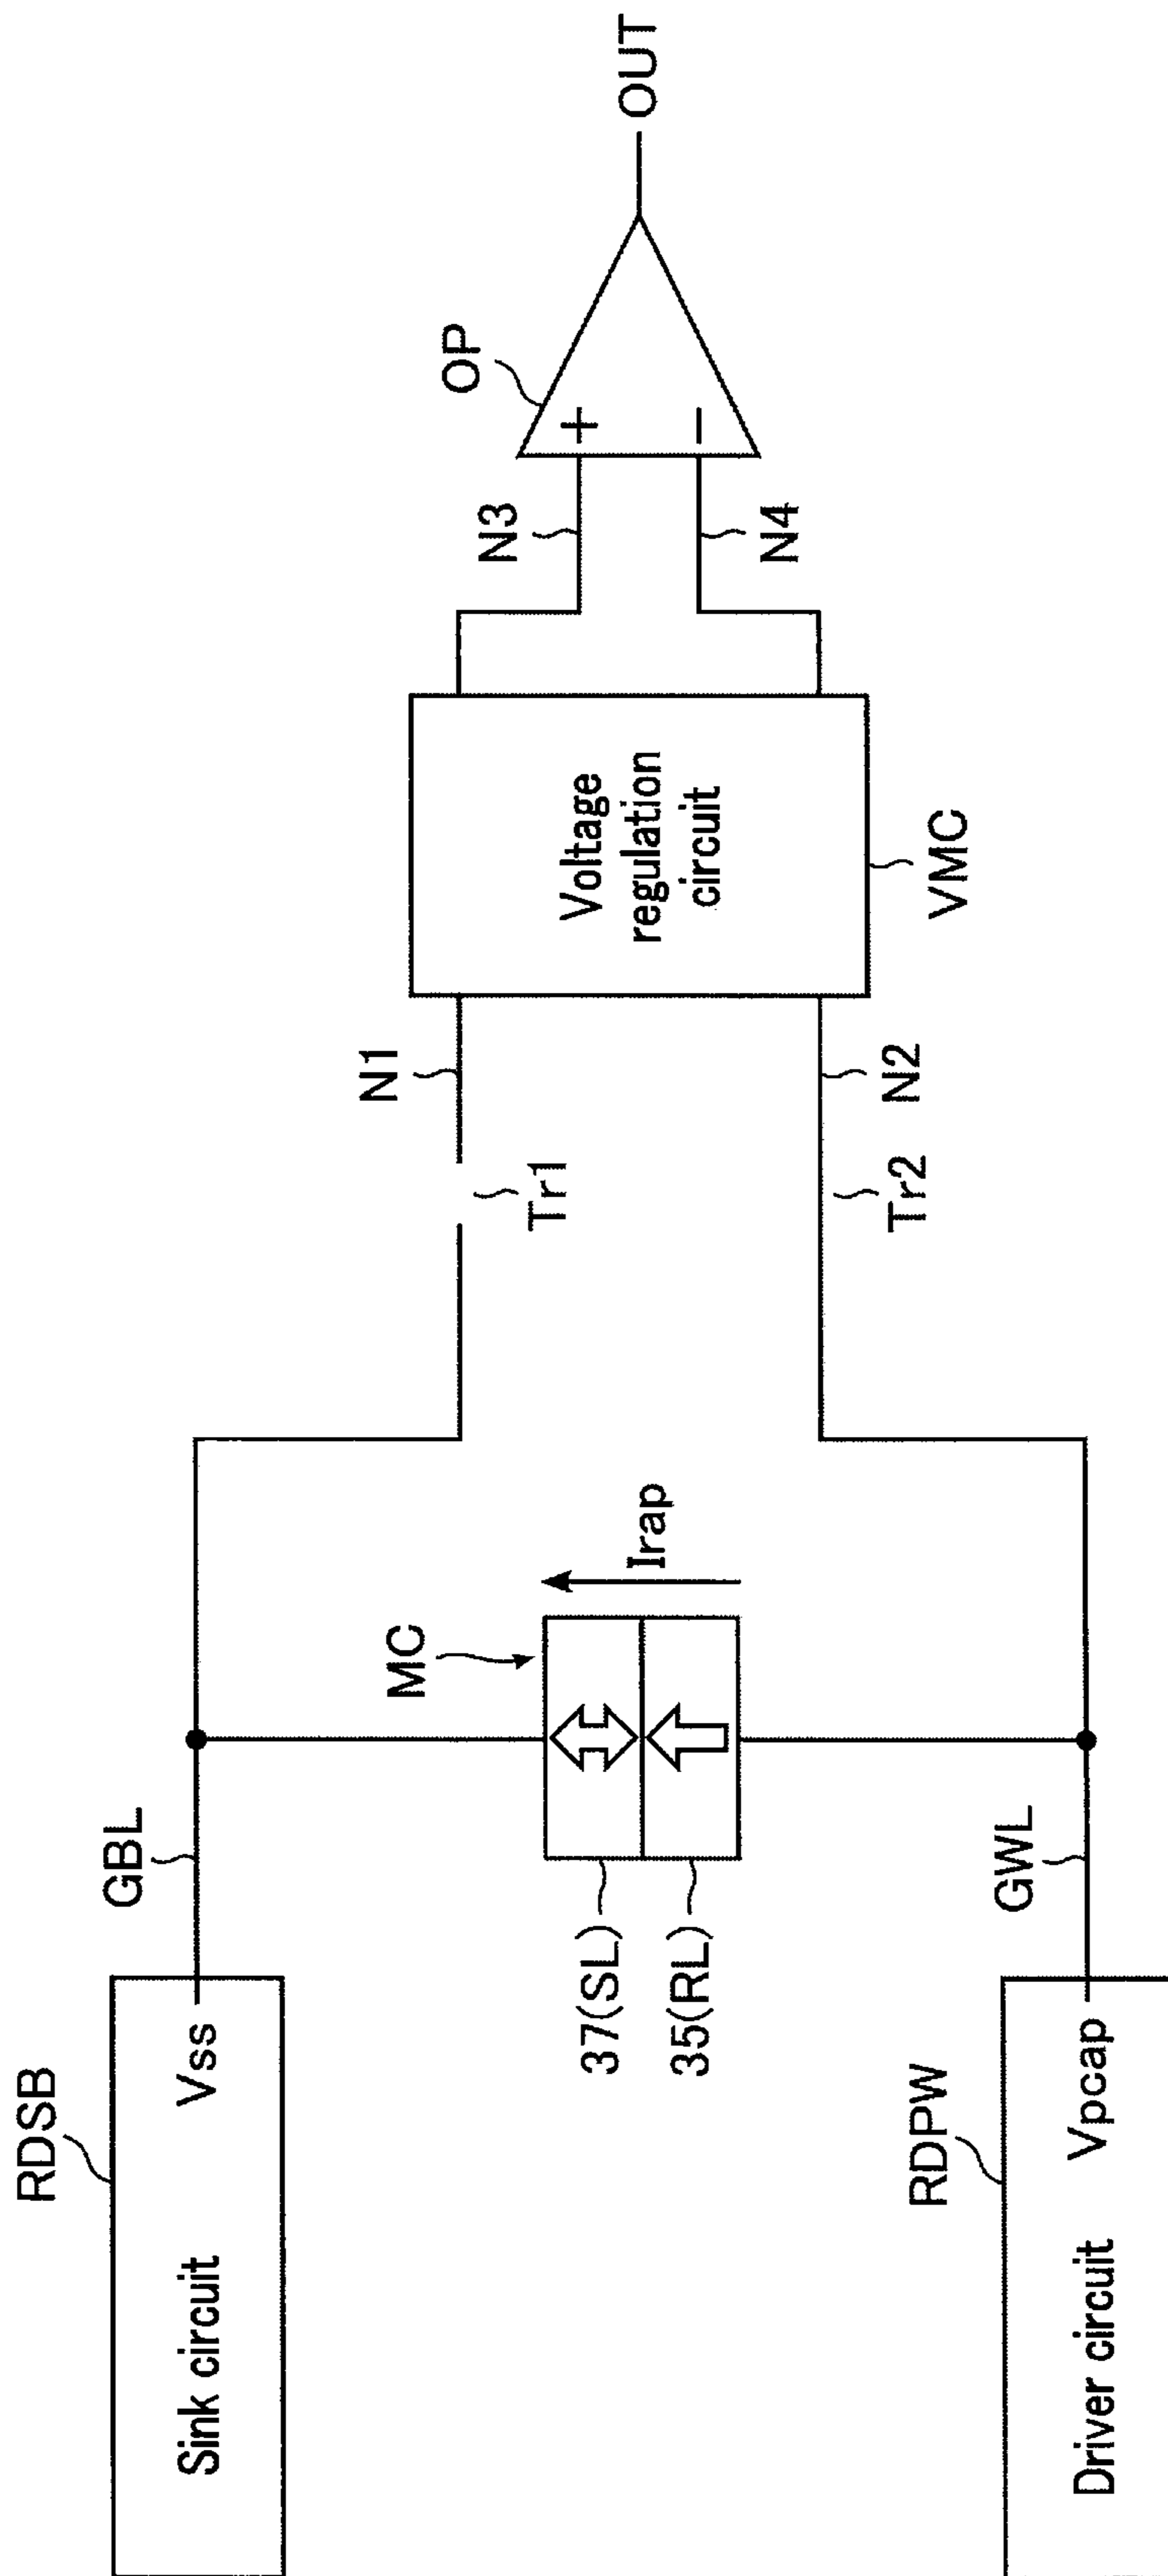 RDSB
Sink circuit
Vss
GBL
MC
37(SL)
35(RL)
Irap
RDPW
Driver circuit
Vpcap
GWL
N1
Tr1
N2
Tr2
Voltage
regulation
circuit
VMC
N3
N4
OP
+
−
OUT